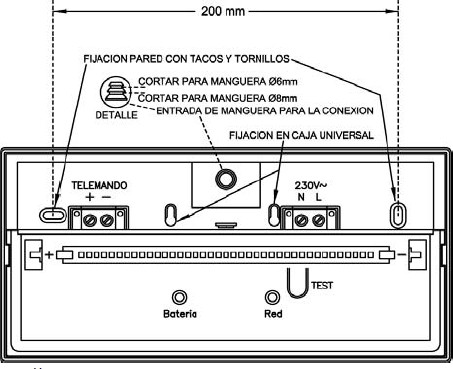 200 mm
FIJACION PARED CON TACOS Y TORNILLOS
CORTAR PARA MANGUERA Ø6mm
CORTAR PARA MANGUERA Ø8mm
DETALLE
ENTRADA DE MANGUERA PARA LA CONEXION
FIJACION EN CAJA UNIVERSAL
TELEMANDO
+ −
230V~
N L
+
−
TEST
Batería
Red